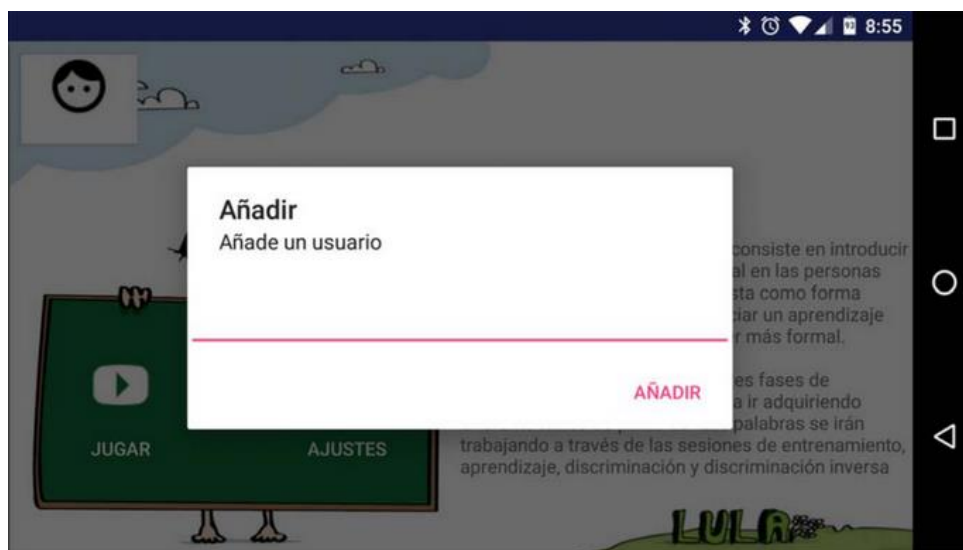 93 8:55
Añadir
Añade un usuario
AÑADIR
JUGAR
AJUSTES
consiste en introducir
al en las personas
sta como forma
iar un aprendizaje
r más formal.
es fases de
a ir adquiriendo
palabras se irán
trabajando a través de las sesiones de entrenamiento,
aprendizaje, discriminación y discriminación inversa
LULA